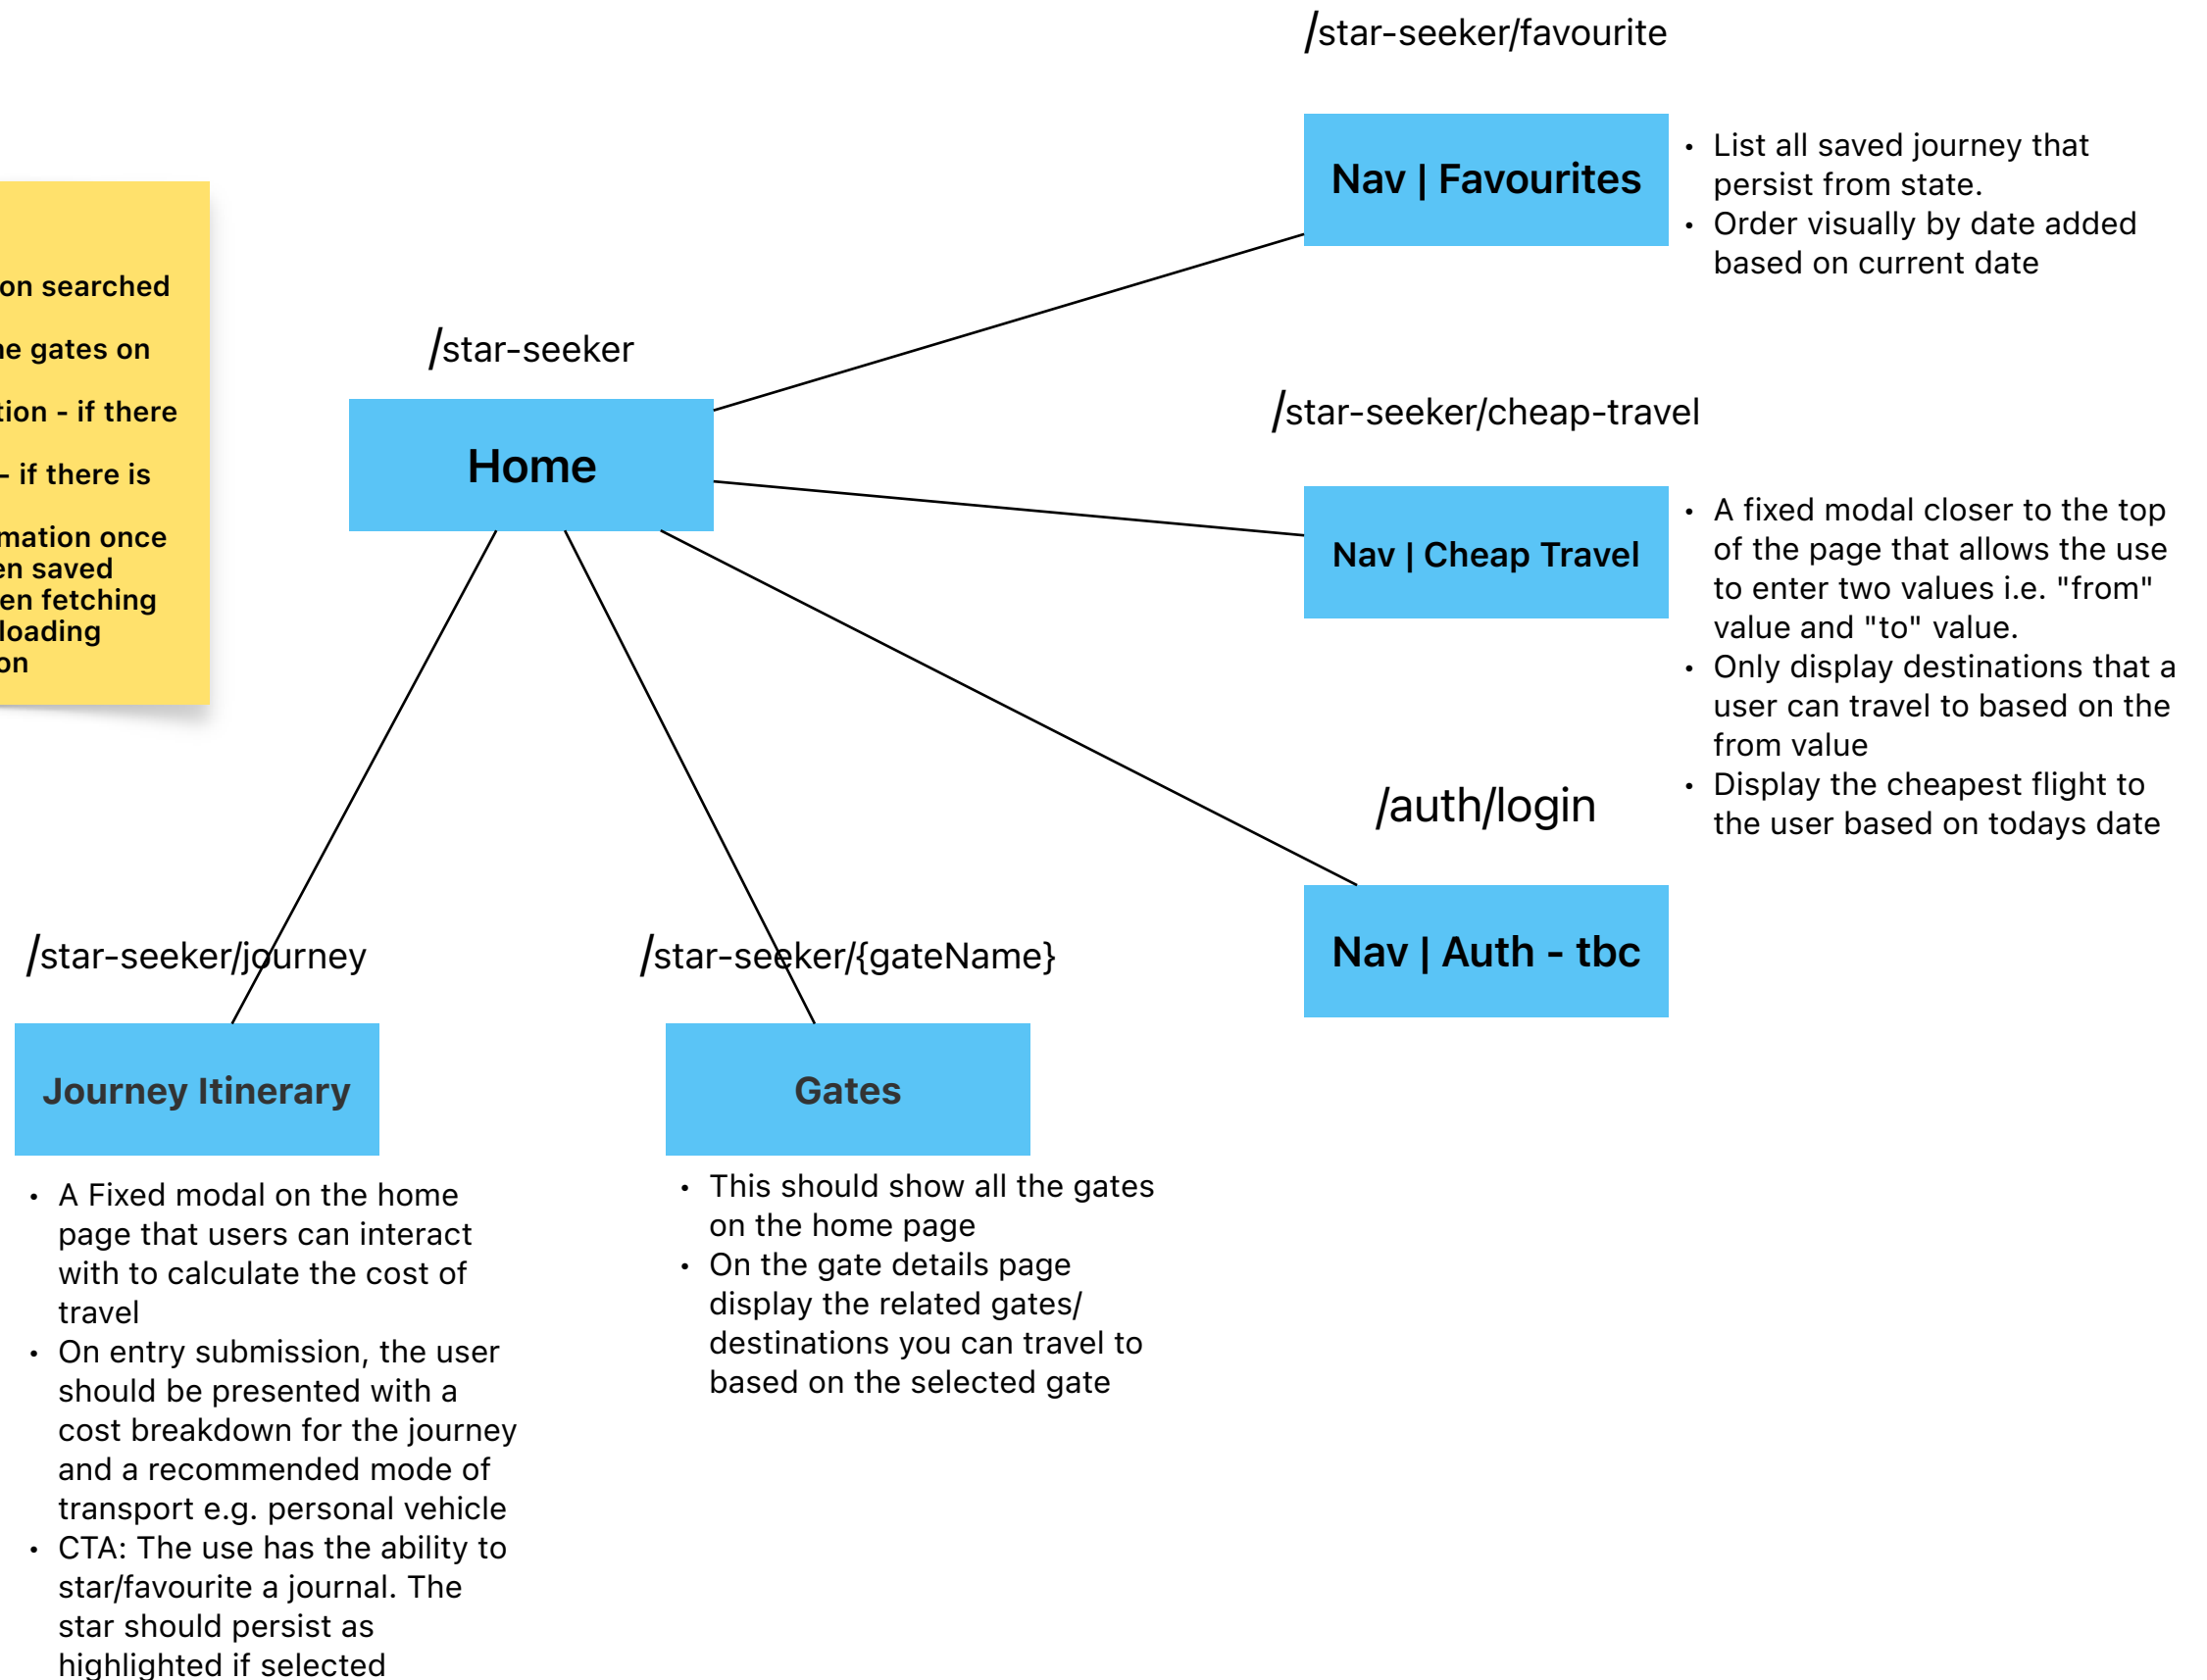 /star-seeker/favourite
Nav | Favourites
• List all saved journey that
persist from state.
• Order visually by date added
based on current date
on searched
gates on
- if there
- if there is
once
saved
fetching
loading
on
/star-seeker
Home
/star-seeker/cheap-travel
Nav | Cheap Travel
• A fixed modal closer to the top
of the page that allows the use
to enter two values i.e. "from"
value and "to" value.
• Only display destinations that a
user can travel to based on the
from value
• Display the cheapest flight to
the user based on todays date
/auth/login
Nav | Auth - tbc
/star-seeker/journey
Journey Itinerary
• A Fixed modal on the home
page that users can interact
with to calculate the cost of
travel
• On entry submission, the user
should be presented with a
cost breakdown for the journey
and a recommended mode of
transport e.g. personal vehicle
• CTA: The use has the ability to
star/favourite a journal. The
star should persist as
highlighted if selected
/star-seeker/{gateName}
Gates
• This should show all the gates
on the home page
• On the gate details page
display the related gates/
destinations you can travel to
based on the selected gate